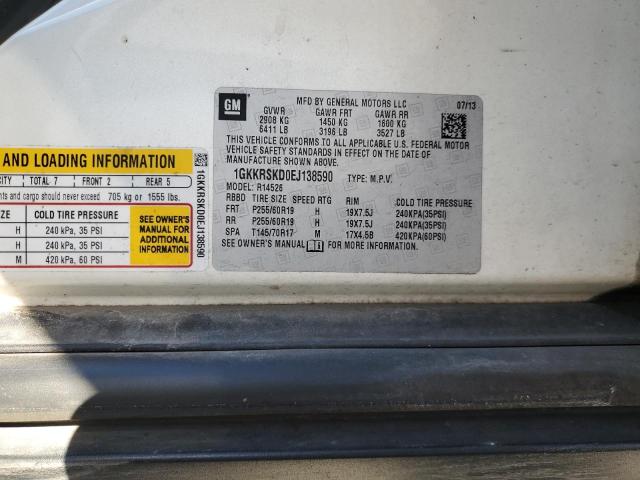 AND LOADING INFORMATION
CITY TOTAL 7 FRONT 2 REAR 5
nts and cargo should never exceed 705 kg or 1555 lbs.
SIZE COLD TIRE PRESSURE
H 240 kPa, 35 PSI
H 240 kPa, 35 PSI
M 420 kPa, 60 PSI
SEE OWNER'S
MANUAL FOR
ADDITIONAL
INFORMATION
1GKKRSKD0EJ138590
GM
MFD BY GENERAL MOTORS LLC 07/13
GVWR GAWR FRT GAWR RR
2908 KG 1450 KG 1600 KG
6411 LB 3196 LB 3527 LB
THIS VEHICLE CONFORMS TO ALL APPLICABLE U.S. FEDERAL MOTOR
VEHICLE SAFETY STANDARDS IN EFFECT ON THE DATE OF
MANUFACTURE SHOWN ABOVE.
1GKKRSKD0EJ138590 TYPE: M.P.V.
MODEL: R14526
RBBD TIRE SIZE SPEED RTG RIM COLD TIRE PRESSURE
FRT P255/60R19 H 19X7.5J 240KPA(35PSI)
RR P255/60R19 H 19X7.5J 240KPA(35PSI)
SPA T145/70R17 M 17X4.5B 420KPA(60PSI)
SEE OWNER'S MANUAL FOR MORE INFORMATION